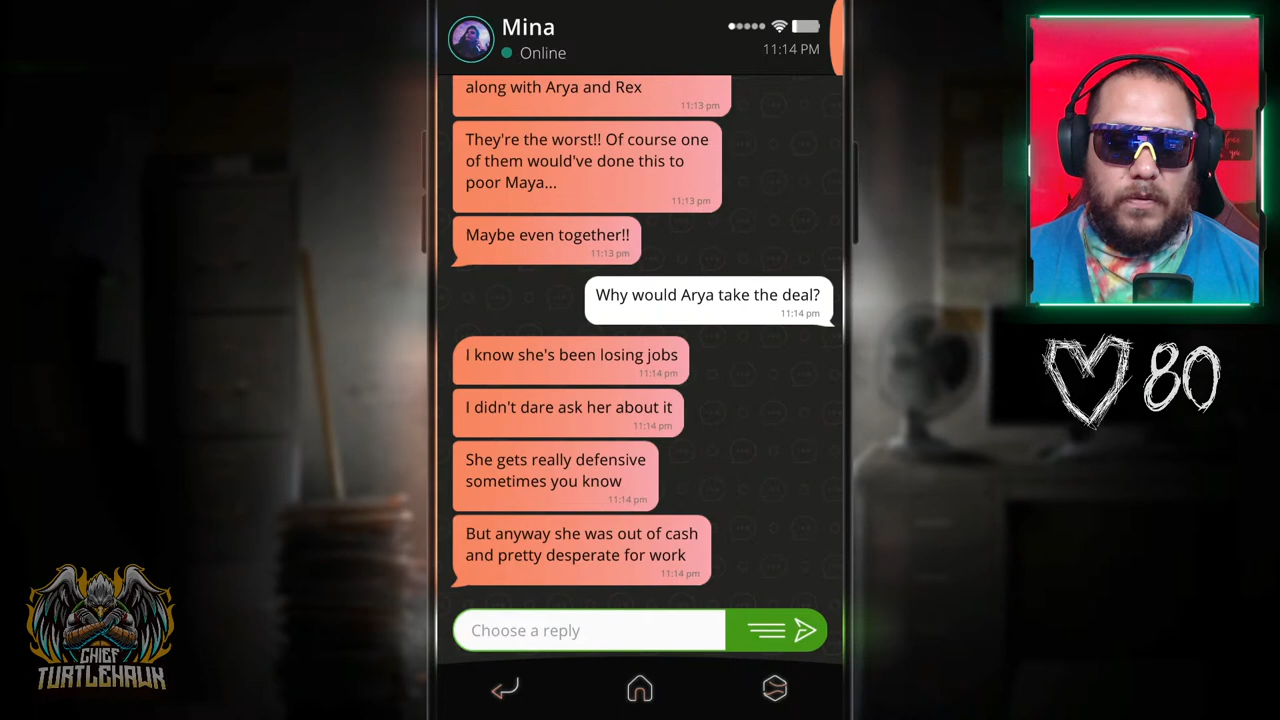 Mina
Online
11:14 PM
along with Arya and Rex
11:13 pm
They're the worst!! Of course one
of them would've done this to
poor Maya...
11:13 pm
Maybe even together!!
11:13 pm
Why would Arya take the deal?
11:14 pm
I know she's been losing jobs
11:14 pm
I didn't dare ask her about it
11:14 pm
She gets really defensive
sometimes you know
11:14 pm
But anyway she was out of cash
and pretty desperate for work
11:14 pm
Choose a reply
80
CHIEF
TURTLEHAWK